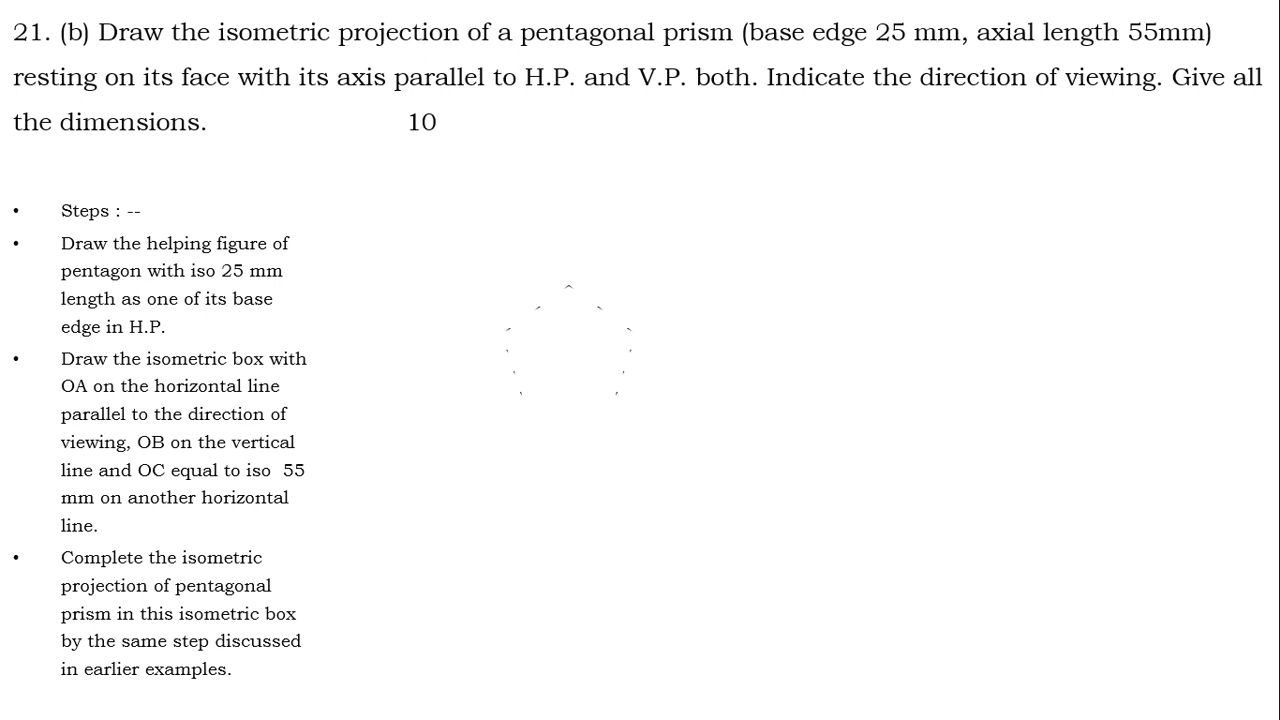 21. (b) Draw the isometric projection of a pentagonal prism (base edge 25 mm, axial length 55mm)
resting on its face with its axis parallel to H.P. and V.P. both. Indicate the direction of viewing. Give all
the dimensions. 10
• Steps : --
• Draw the helping figure of
pentagon with iso 25 mm
length as one of its base
edge in H.P.
• Draw the isometric box with
OA on the horizontal line
parallel to the direction of
viewing, OB on the vertical
line and OC equal to iso 55
mm on another horizontal
line.
• Complete the isometric
projection of pentagonal
prism in this isometric box
by the same step discussed
in earlier examples.